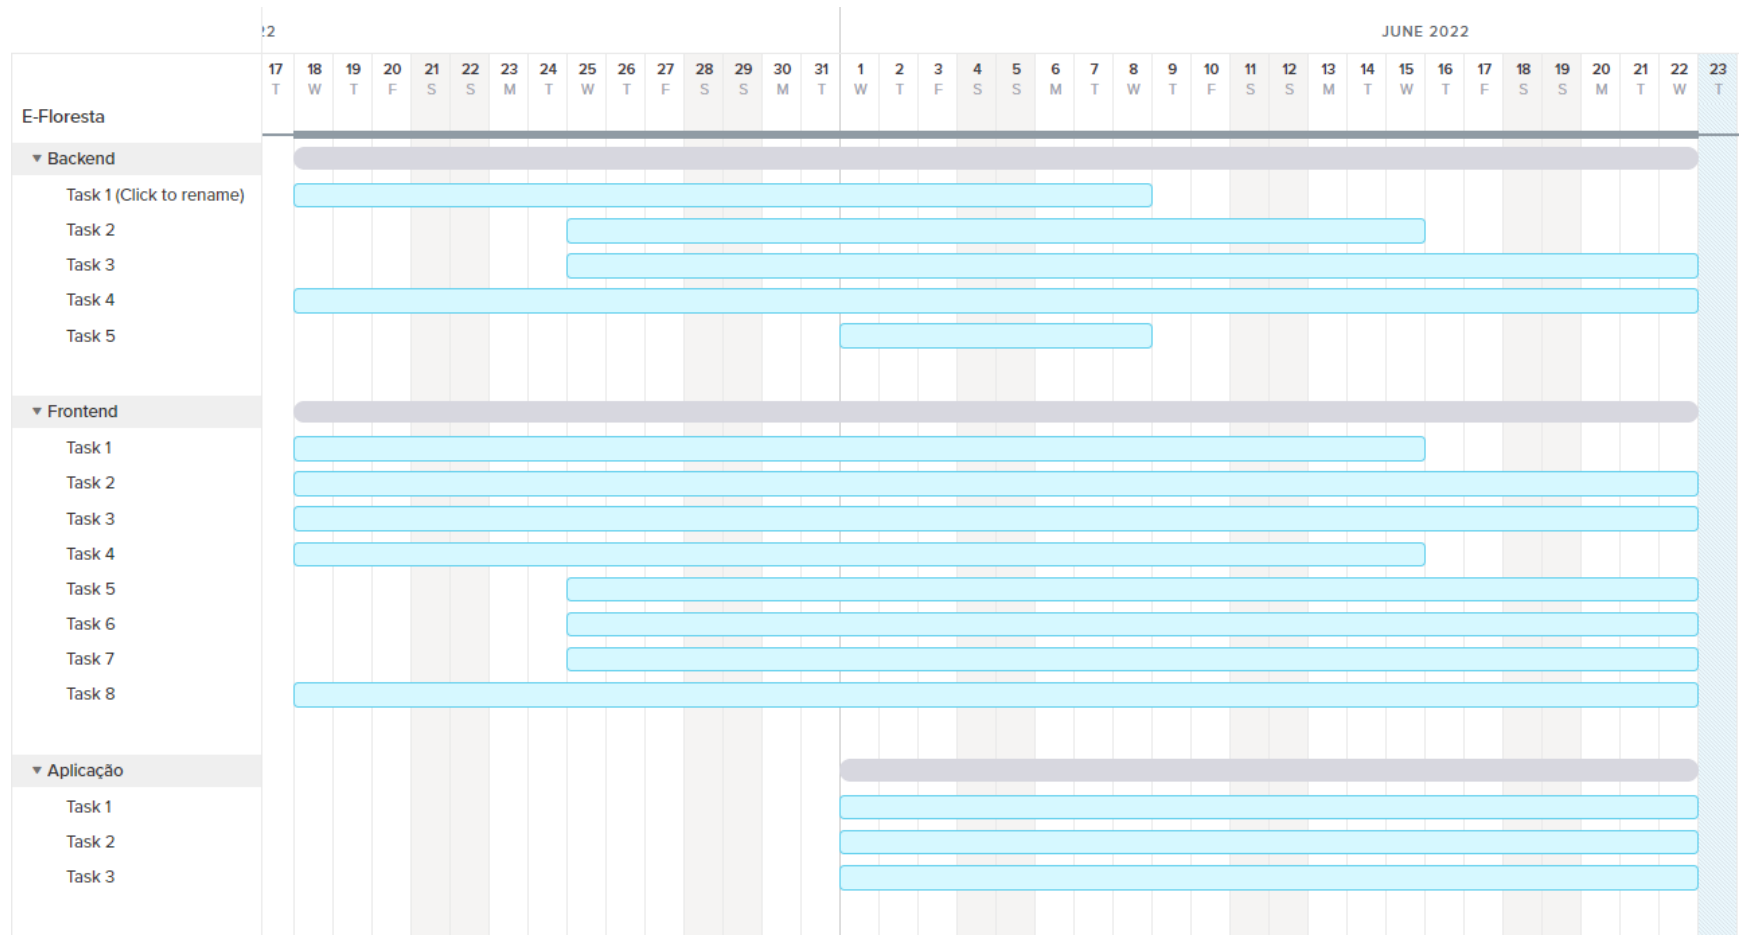 22 JUNE 2022
17 18 19 20 21 22 23 24 25 26 27 28 29 30 31 1 2 3 4 5 6 7 8 9 10 11 12 13 14 15 16 17 18 19 20 21 22 23
T W T F S S M T W T F S S M T W T F S S M T W T F S S M T W T F S S M T W T
E-Floresta
Backend
Task 1 (Click to rename)
Task 2
Task 3
Task 4
Task 5
Frontend
Task 1
Task 2
Task 3
Task 4
Task 5
Task 6
Task 7
Task 8
Aplicação
Task 1
Task 2
Task 3